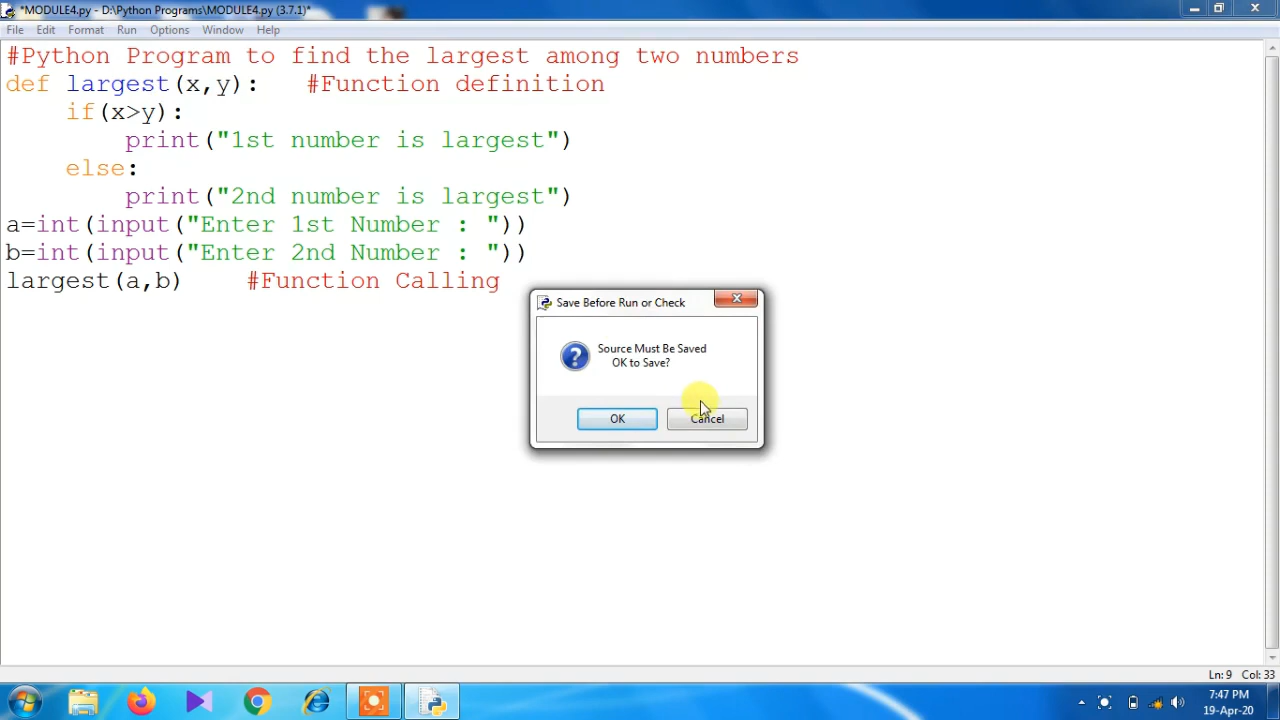 *MODULE4.py - D:\Python Programs\MODULE4.py (3.7.1)*
File Edit Format Run Options Window Help
#Python Program to find the largest among two numbers
def largest(x,y):   #Function definition
    if(x>y):
        print("1st number is largest")
    else:
        print("2nd number is largest")
a=int(input("Enter 1st Number : "))
b=int(input("Enter 2nd Number : "))
largest(a,b)    #Function Calling
Save Before Run or Check
Source Must Be Saved
OK to Save?
OK Cancel
Ln: 9 Col: 33
7:47 PM
19-Apr-20